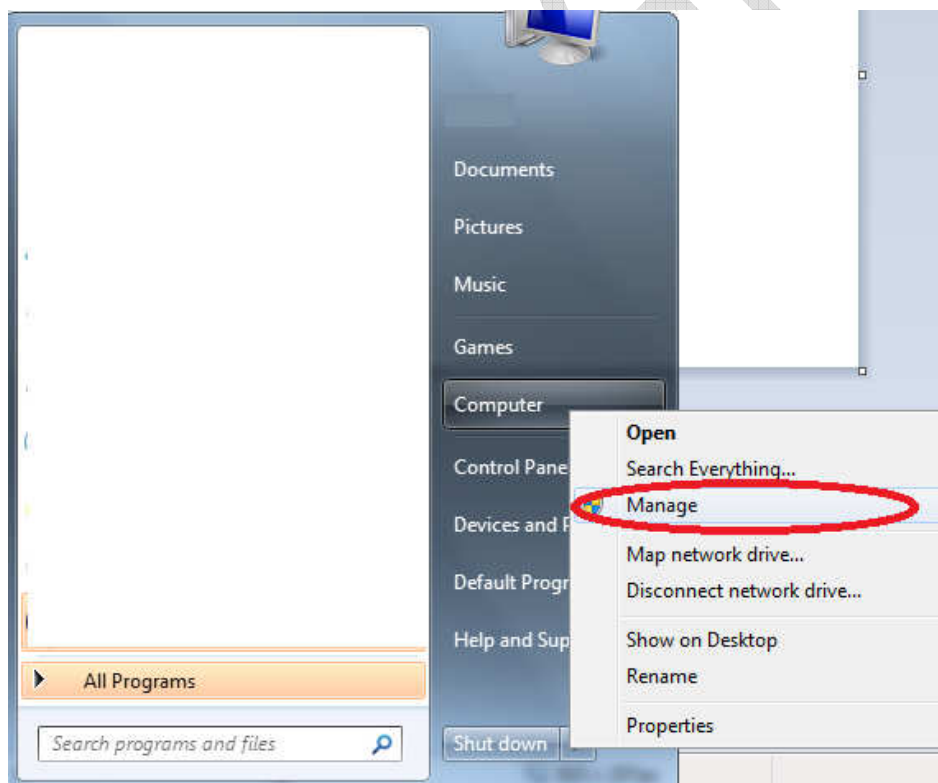 Documents
Pictures
Music
Games
Computer
Control Pane
Devices and P
Default Progr
Help and Sup
All Programs
Search programs and files
Shut down
Open
Search Everything...
Manage
Map network drive...
Disconnect network drive...
Show on Desktop
Rename
Properties